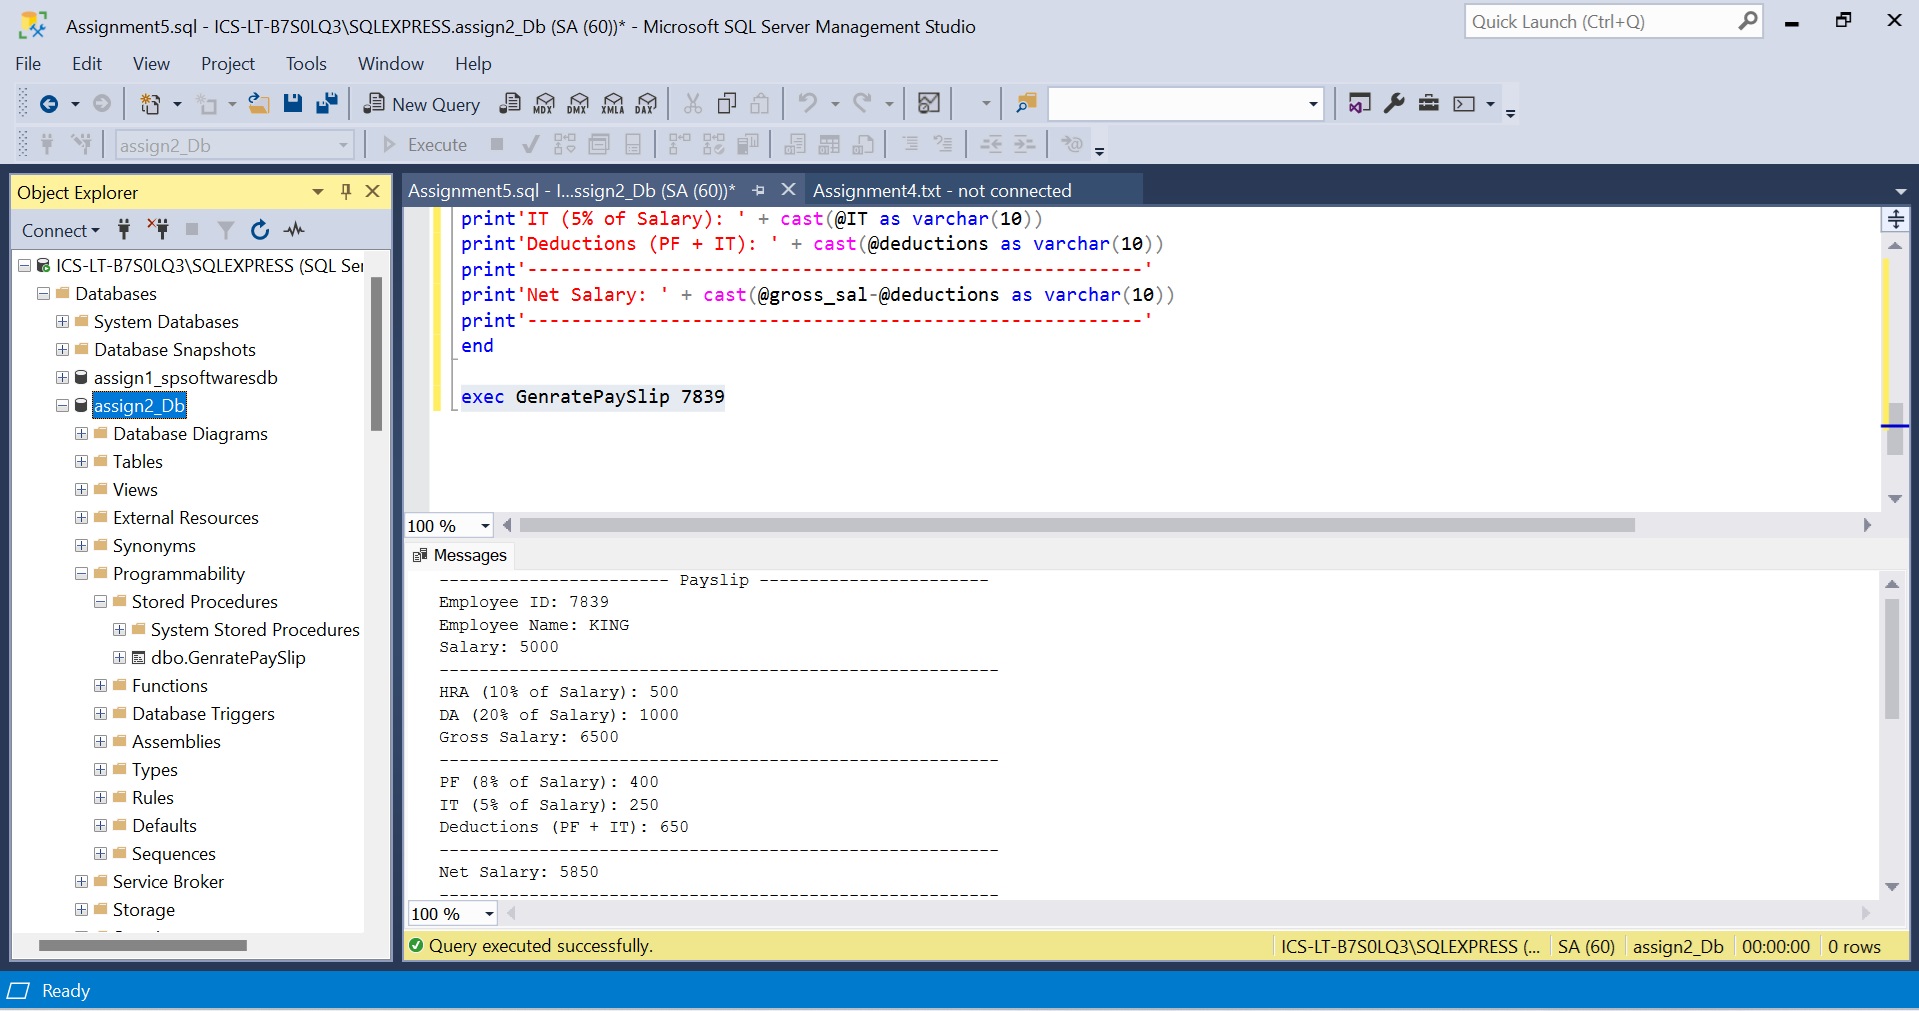 Assignment5.sql - ICS-LT-B7S0LQ3\SQLEXPRESS.assign2_Db (SA (60))* - Microsoft SQL Server Management Studio
Quick Launch (Ctrl+Q)
File Edit View Project Tools Window Help
New Query MDX DMX XMLA DAX
assign2_Db Execute
Object Explorer
Connect
ICS-LT-B7S0LQ3\SQLEXPRESS (SQL Ser
Databases
System Databases
Database Snapshots
assign1_spsoftwaresdb
assign2_Db
Database Diagrams
Tables
Views
External Resources
Synonyms
Programmability
Stored Procedures
System Stored Procedures
dbo.GenratePaySlip
Functions
Database Triggers
Assemblies
Types
Rules
Defaults
Sequences
Service Broker
Storage
Assignment5.sql - I...ssign2_Db (SA (60))* Assignment4.txt - not connected
print'IT (5% of Salary): ' + cast(@IT as varchar(10))
print'Deductions (PF + IT): ' + cast(@deductions as varchar(10))
print'--------------------------------------------------------'
print'Net Salary: ' + cast(@gross_sal-@deductions as varchar(10))
print'--------------------------------------------------------'
end
exec GenratePaySlip 7839
100 %
Messages
----------------------- Payslip -----------------------
Employee ID: 7839
Employee Name: KING
Salary: 5000
--------------------------------------------------------
HRA (10% of Salary): 500
DA (20% of Salary): 1000
Gross Salary: 6500
--------------------------------------------------------
PF (8% of Salary): 400
IT (5% of Salary): 250
Deductions (PF + IT): 650
--------------------------------------------------------
Net Salary: 5850
--------------------------------------------------------
100 %
Query executed successfully. ICS-LT-B7S0LQ3\SQLEXPRESS (... SA (60) assign2_Db 00:00:00 0 rows
Ready